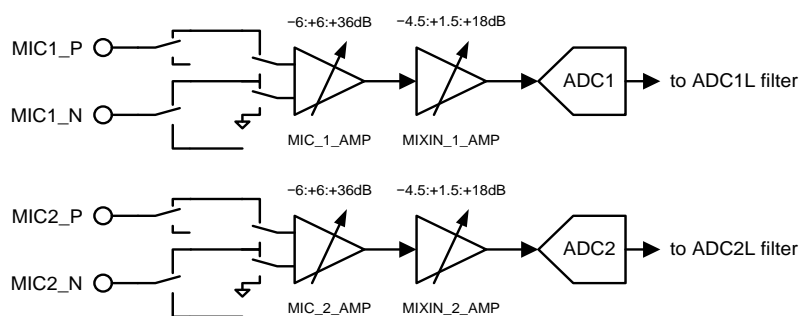 −6:+6:+36dB −4.5:+1.5:+18dB
MIC1_P
ADC1 to ADC1L filter
MIC1_N
MIC_1_AMP MIXIN_1_AMP
−6:+6:+36dB −4.5:+1.5:+18dB
MIC2_P
ADC2 to ADC2L filter
MIC2_N
MIC_2_AMP MIXIN_2_AMP